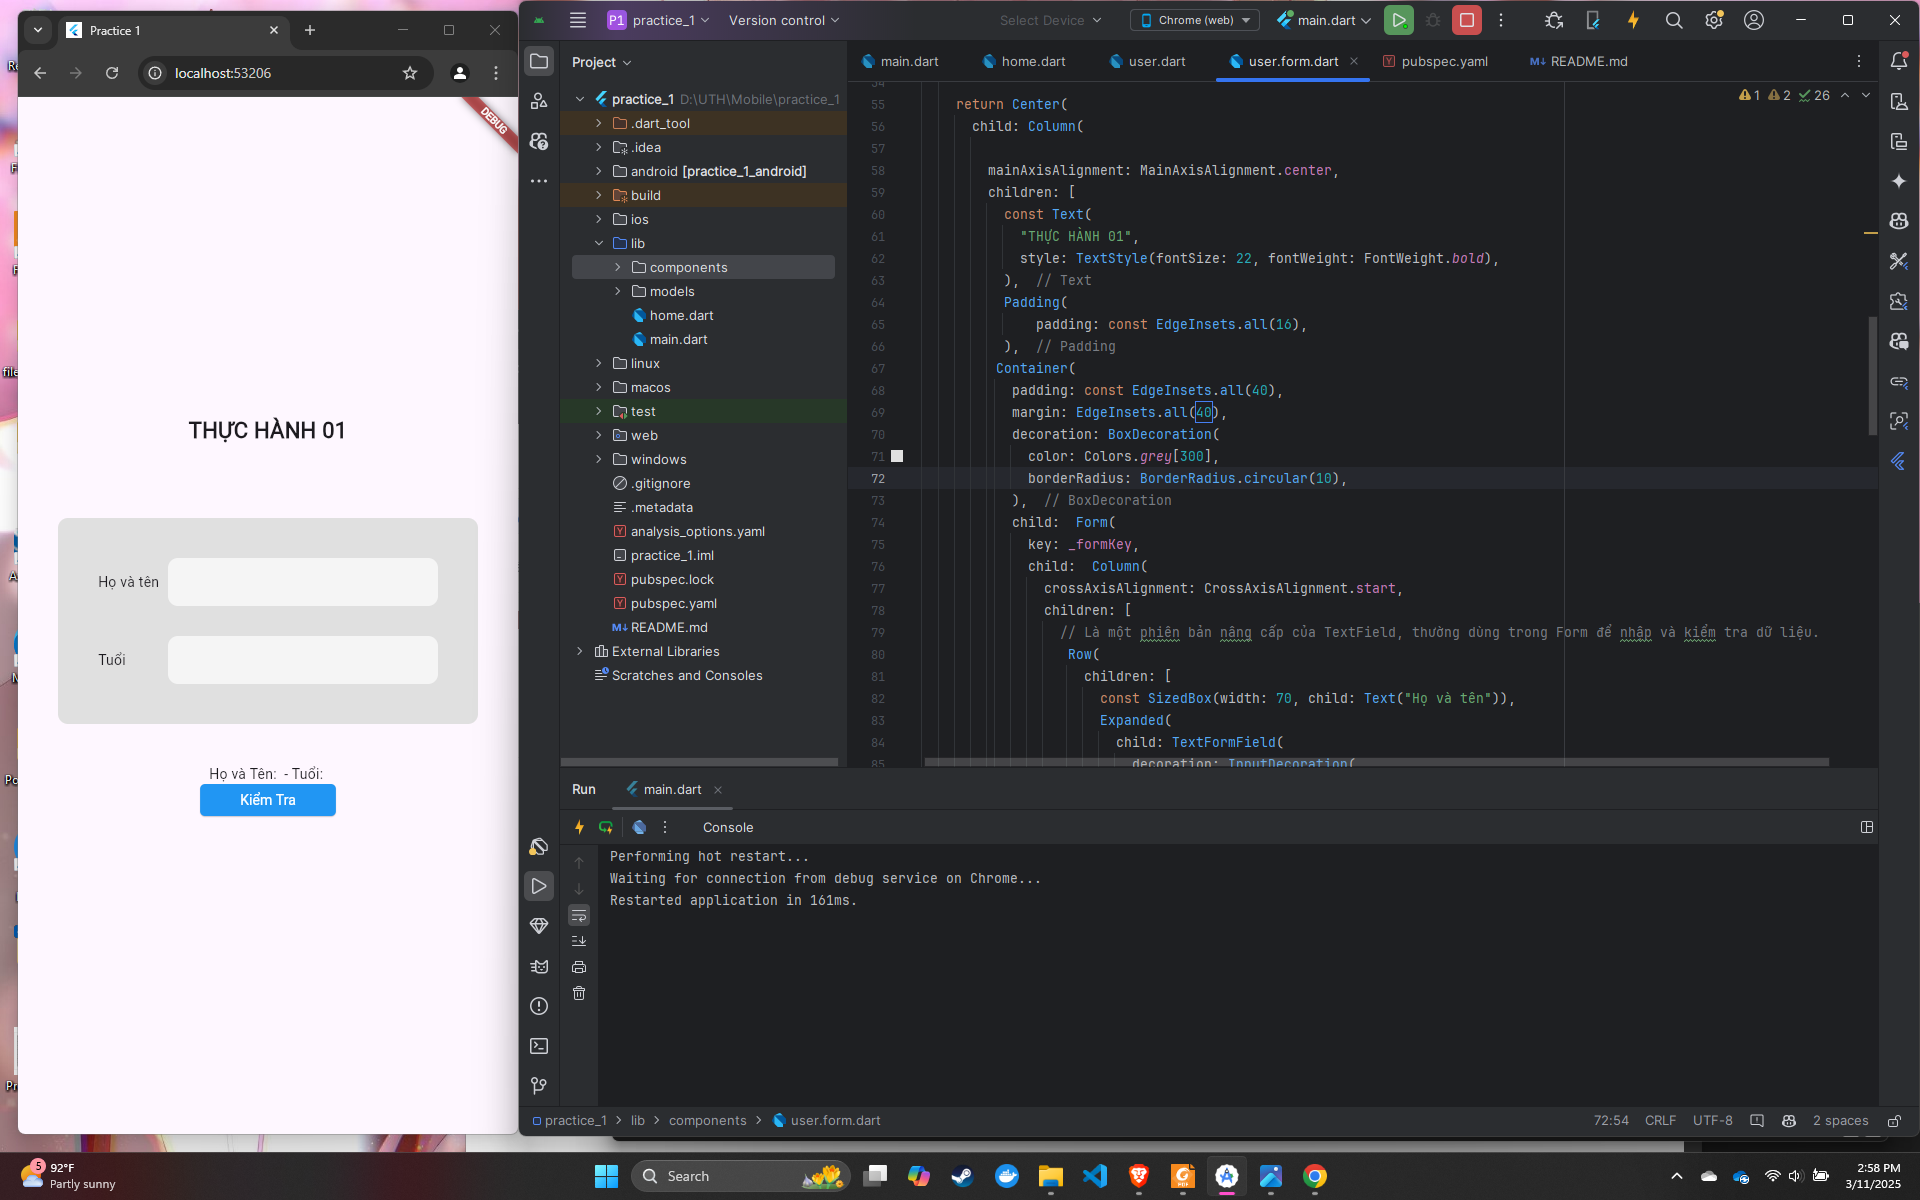 Practice 1
localhost:53206
DEBUG
THỰC HÀNH 01
Họ và tên
Tuổi
Họ và Tên:  - Tuổi:
Kiểm Tra
P1 practice_1 Version control Select Device Chrome (web) main.dart
Project
main.dart home.dart user.dart user.form.dart pubspec.yaml README.md
practice_1 D:\UTH\Mobile\practice_1
.dart_tool
.idea
android [practice_1_android]
build
ios
lib
components
models
home.dart
main.dart
linux
macos
test
web
windows
.gitignore
.metadata
analysis_options.yaml
practice_1.iml
pubspec.lock
pubspec.yaml
README.md
External Libraries
Scratches and Consoles
1 2 26
54
55 return Center(
56 child: Column(
57
58 mainAxisAlignment: MainAxisAlignment.center,
59 children: [
60 const Text(
61 "THỰC HÀNH 01",
62 style: TextStyle(fontSize: 22, fontWeight: FontWeight.bold),
63 ), // Text
64 Padding(
65 padding: const EdgeInsets.all(16),
66 ), // Padding
67 Container(
68 padding: const EdgeInsets.all(40),
69 margin: EdgeInsets.all(40),
70 decoration: BoxDecoration(
71 color: Colors.grey[300],
72 borderRadius: BorderRadius.circular(10),
73 ), // BoxDecoration
74 child:  Form(
75 key: _formKey,
76 child:  Column(
77 crossAxisAlignment: CrossAxisAlignment.start,
78 children: [
79 // Là một phiên bản nâng cấp của TextField, thường dùng trong Form để nhập và kiểm tra dữ liệu.
80 Row(
81 children: [
82 const SizedBox(width: 70, child: Text("Họ và tên")),
83 Expanded(
84 child: TextFormField(
85 decoration: InputDecoration(
Run main.dart
Console
Performing hot restart...
Waiting for connection from debug service on Chrome...
Restarted application in 161ms.
practice_1 > lib > components > user.form.dart
72:54 CRLF UTF-8 2 spaces
5
92°F
Partly sunny
Search
2:58 PM
3/11/2025